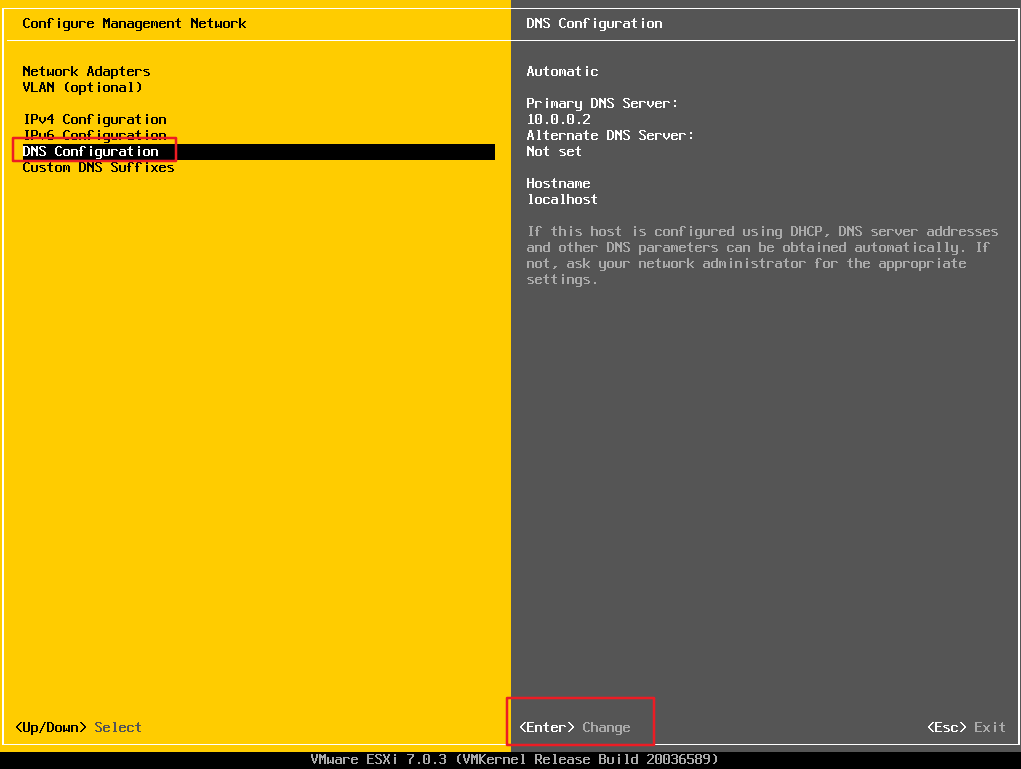 Configure Management Network
Network Adapters
VLAN (optional)
IPv4 Configuration
IPv6 Configuration
DNS Configuration
Custom DNS Suffixes
<Up/Down> Select
DNS Configuration
Automatic
Primary DNS Server:
10.0.0.2
Alternate DNS Server:
Not set
Hostname
localhost
If this host is configured using DHCP, DNS server addresses
and other DNS parameters can be obtained automatically. If
not, ask your network administrator for the appropriate
settings.
<Enter> Change
<Esc> Exit
VMware ESXi 7.0.3 (VMKernel Release Build 20036589)